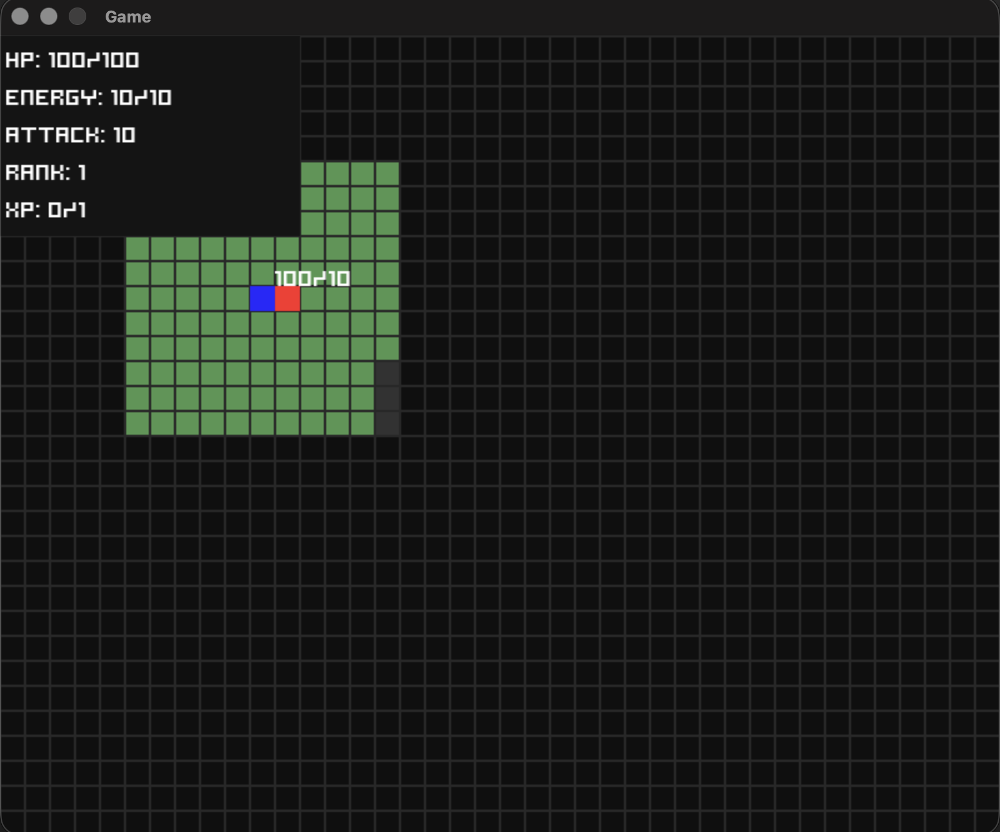 Game
HP: 100/100
ENERGY: 10/10
ATTACK: 10
RANK: 1
XP: 0/1
100/10